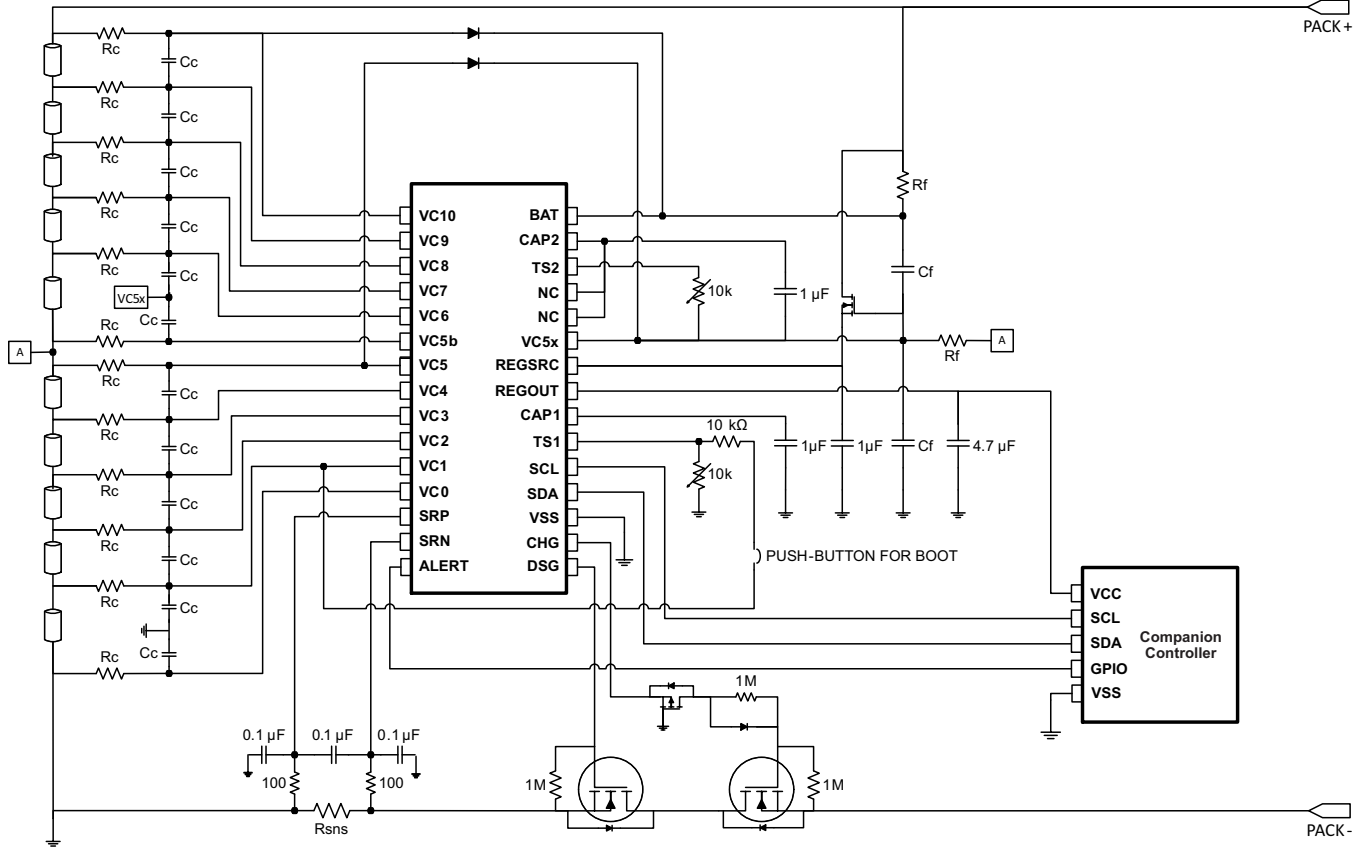 PACK+
Rc
Cc
Rc
Cc
Rc
Cc
Rc
Cc
Rc
Cc
VC5x
Cc
Rc
A
Rc
Cc
Rc
Cc
Rc
Cc
Rc
Cc
Rc
Cc
Cc
Rc
VC10
VC9
VC8
VC7
VC6
VC5b
VC5
VC4
VC3
VC2
VC1
VC0
SRP
SRN
ALERT
BAT
CAP2
TS2
NC
NC
VC5x
REGSRC
REGOUT
CAP1
TS1
SCL
SDA
VSS
CHG
DSG
Rf
Cf
10k
1 µF
Rf
A
10 kΩ
10k
1µF
1µF
Cf
4.7 µF
PUSH-BUTTON FOR BOOT
VCC
SCL
SDA
GPIO
VSS
Companion
Controller
1M
0.1 µF
0.1 µF
0.1 µF
100
100
Rsns
1M
1M
PACK-